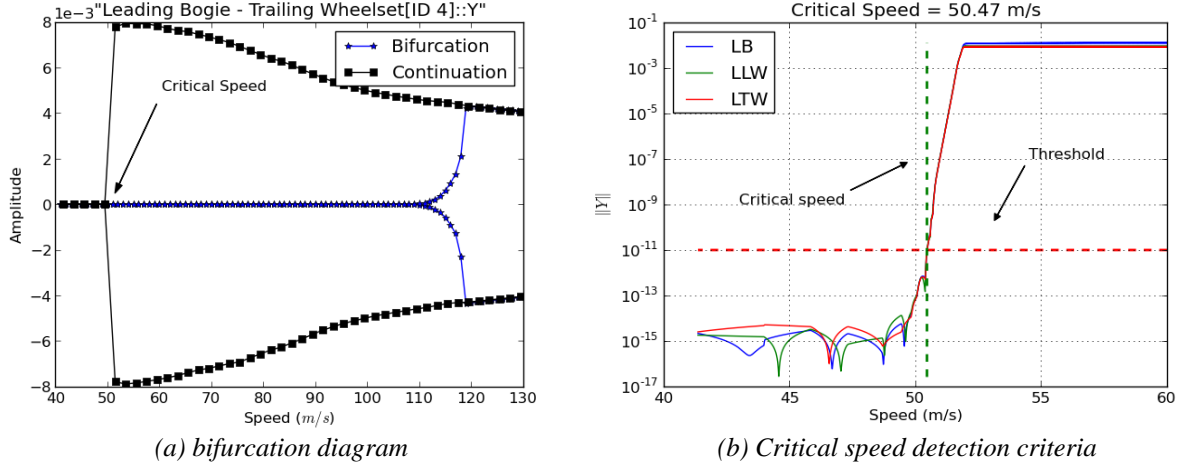 1e−3"Leading Bogie - Trailing Wheelset[ID 4]::Y"
8
6
4
2
0
−2
−4
−6
−8
Amplitude
Bifurcation
Continuation
Critical Speed
40 50 60 70 80 90 100 110 120 130
Speed (m/s)
(a) bifurcation diagram
Critical Speed = 50.47 m/s
10^-1
10^-3
10^-5
10^-7
10^-9
10^-11
10^-13
10^-15
10^-17
||Y||
LB
LLW
LTW
Threshold
Critical speed
40 45 50 55 60
Speed (m/s)
(b) Critical speed detection criteria